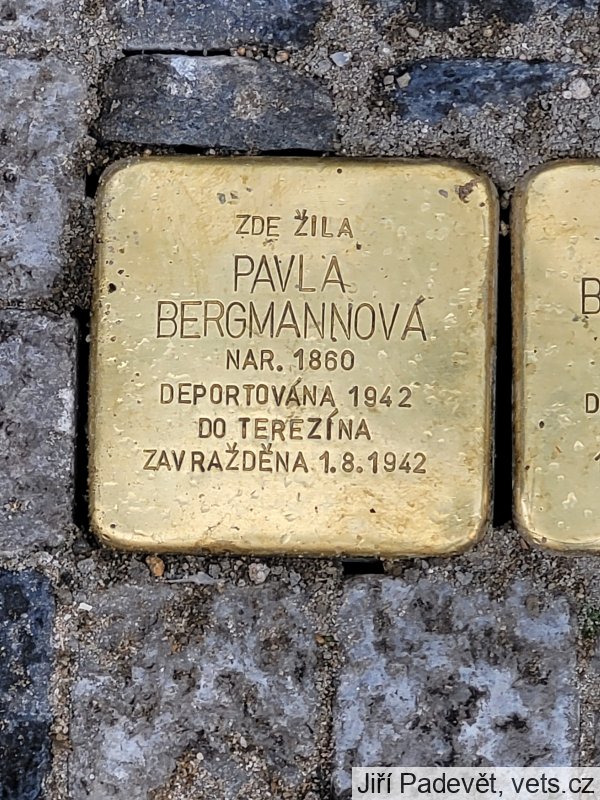 ZDE ŽILA
PAVLA
BERGMANNOVÁ
NAR. 1860
DEPORTOVÁNA 1942
DO TEREZÍNA
ZAVRAŽDĚNA 1.8.1942
B
D
Jiří Padevět, vets.cz